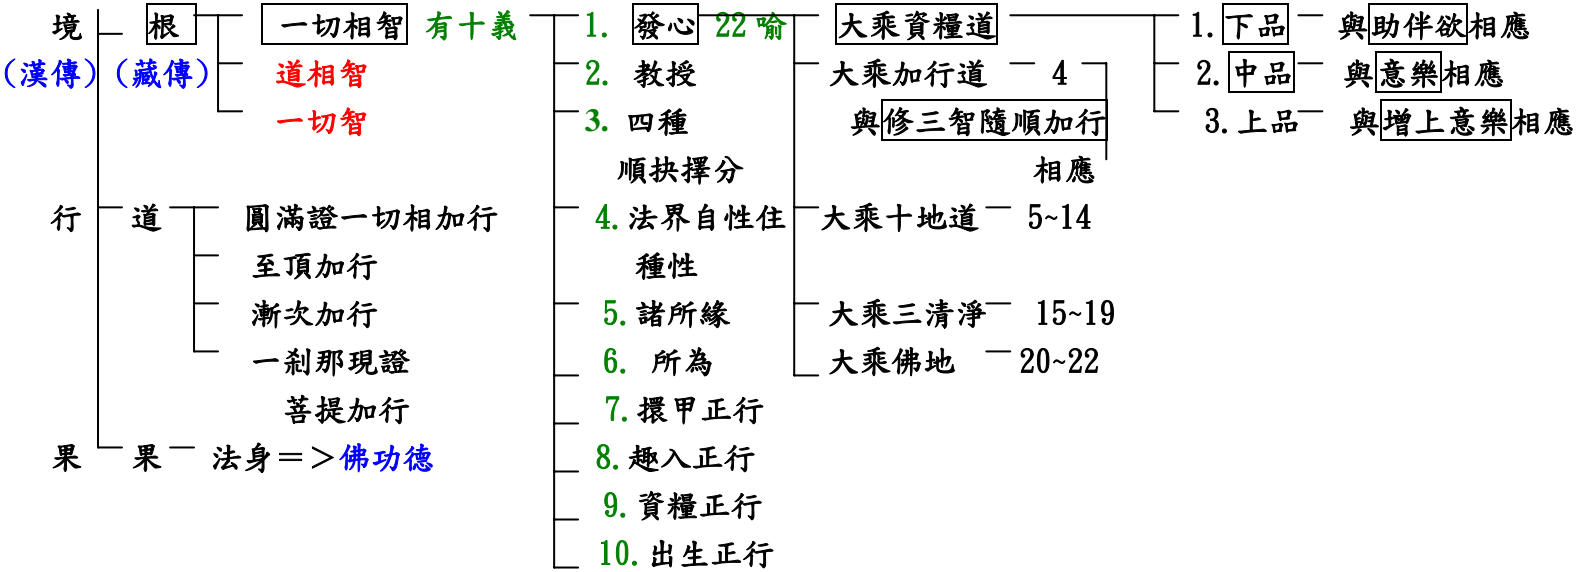 境 根 一切相智 有十義 1. 發心 22 喻 大乘資糧道 1. 下品 與助伴欲相應
(漢傳) (藏傳) 道相智 2. 教授 大乘加行道 4 2. 中品 與意樂相應
一切智 3. 四種 與修三智隨順加行 3. 上品 與增上意樂相應
順抉擇分 相應
行 道 圓滿證一切相加行 4. 法界自性住 大乘十地道 5~14
至頂加行 種性
漸次加行 5. 諸所緣 大乘三清淨 15~19
一剎那現證 6. 所為 大乘佛地 20~22
菩提加行 7. 擐甲正行
果 果 法身＝＞佛功德 8. 趣入正行
9. 資糧正行
10. 出生正行